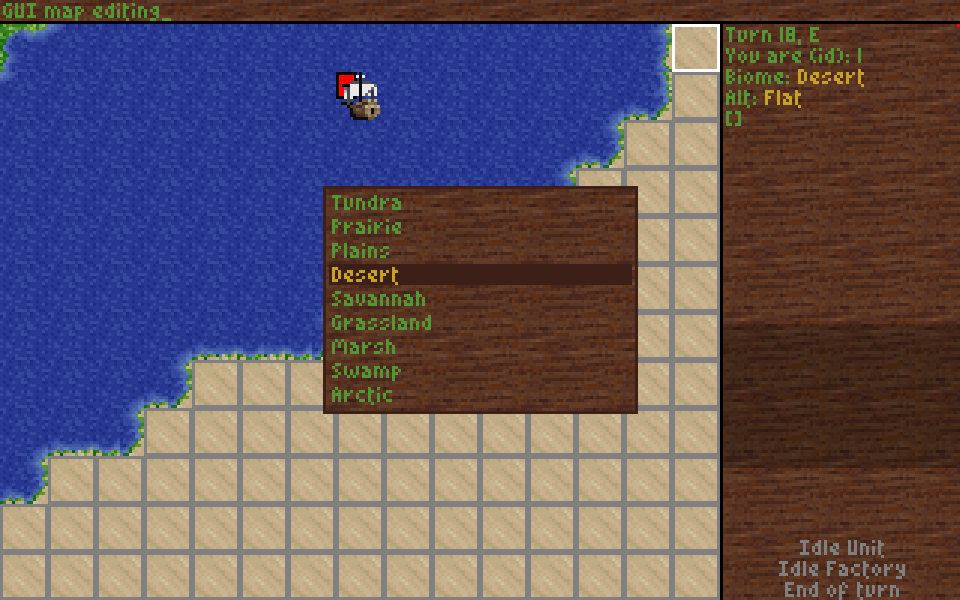 GUI map editing_
Turn 18, E
You are (id): 1
Biome: Desert
Alt: Flat
[]
Tundra
Prairie
Plains
Desert
Savannah
Grassland
Marsh
Swamp
Arctic
Idle Unit
Idle Factory
End of turn